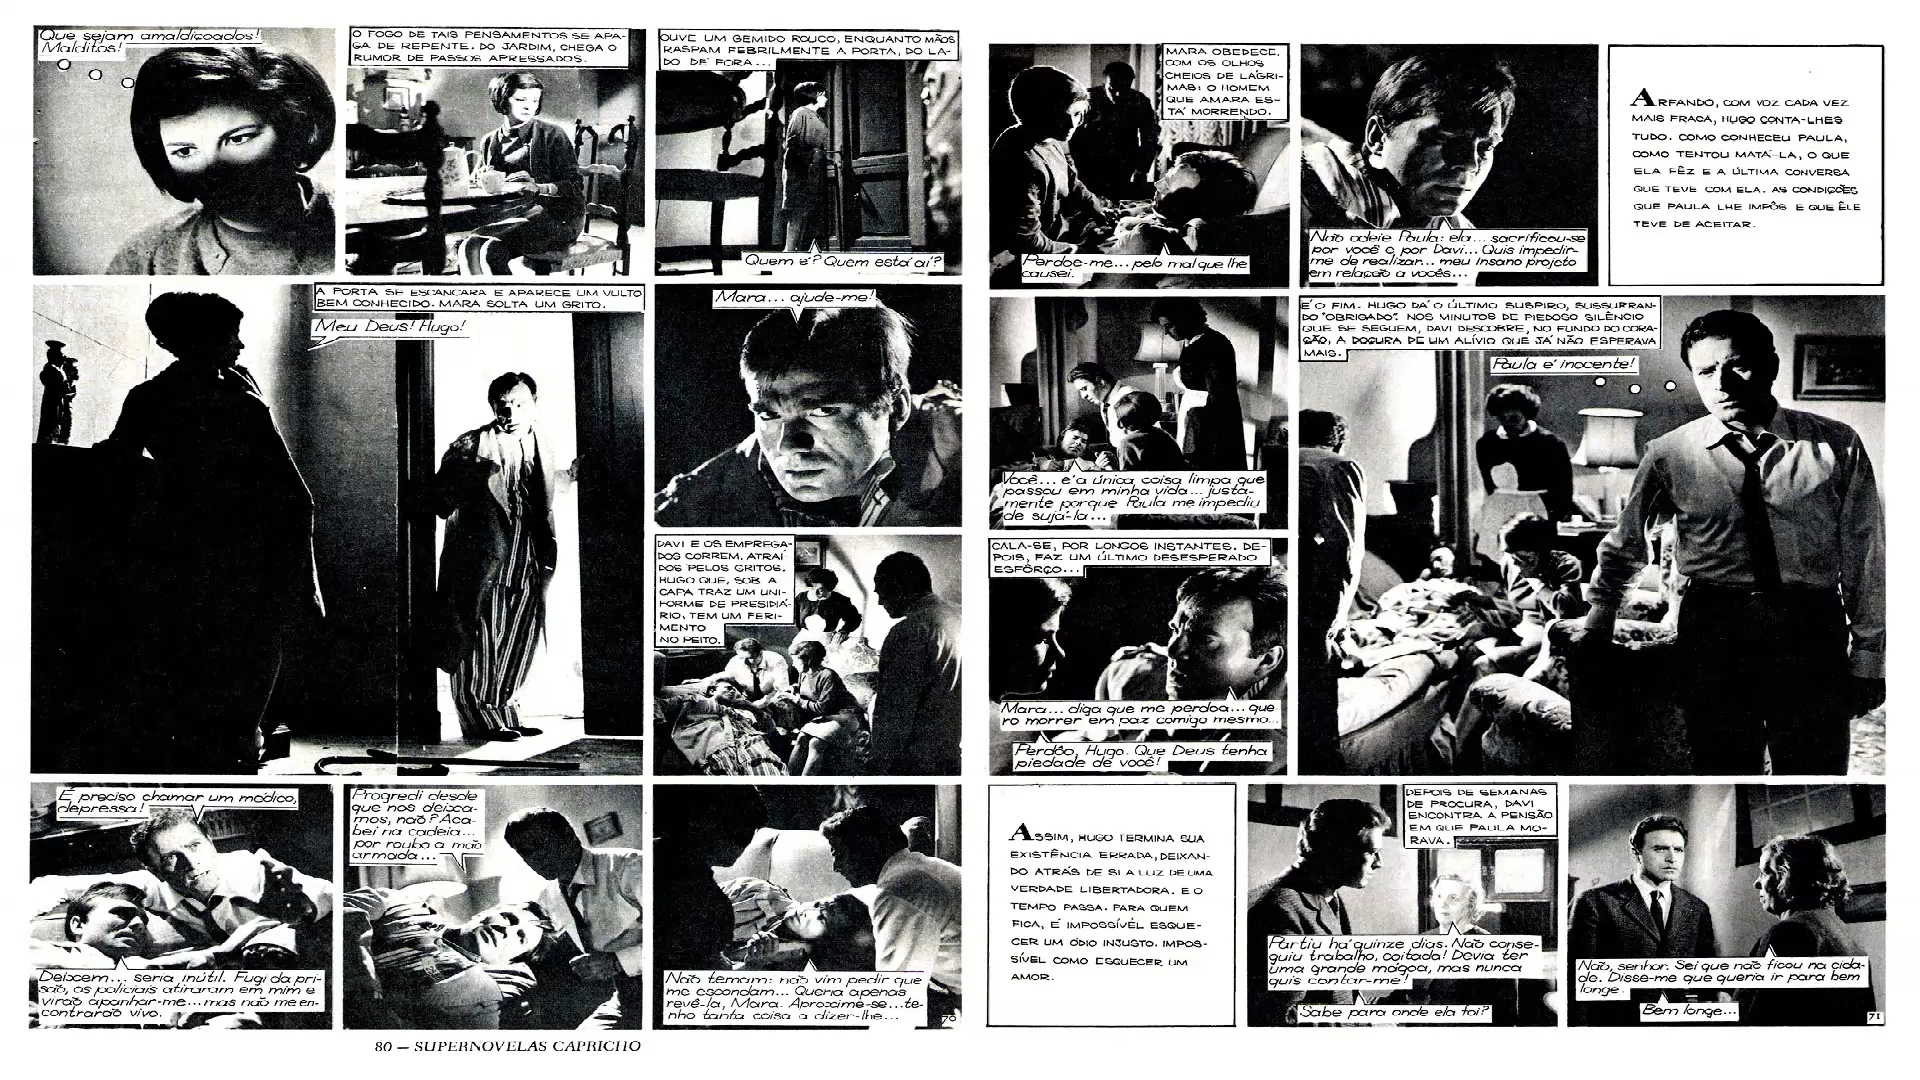 Que sejam amaldiçoados!
Malditos!
O FOGO DE TAIS PENSAMENTOS SE APA-
GA DE REPENTE. DO JARDIM, CHEGA O
RUMOR DE PASSOS APRESSADOS.
OUVE UM GEMIDO ROUCO, ENQUANTO MÃOS
RASPAM FEBRILMENTE A PORTA, DO LA-
DO DE FORA...
Quem é? Quem está aí?
A PORTA SE ESCANCARA E APARECE UM VULTO
BEM CONHECIDO. MARA SOLTA UM GRITO.
Meu Deus! Hugo!
Mara... ajude-me!
DAVI E OS EMPREGA-
DOS CORREM, ATRAÍ
DOS PELOS GRITOS.
HUGO QUE, SOB A
CAPA TRAZ UM UNI-
FORME DE PRESIDIÁ-
RIO, TEM UM FERI-
MENTO
NO PEITO.
É preciso chamar um médico,
depressa!
Deixem... seria inútil. Fugi da pri-
são, os policiais atiraram em mim e
virão apanhar-me... mas não me en-
contrarão vivo.
Progredi desde
que nos deixa-
mos, não? Aca-
bei na cadeia...
por roubo a mão
armada...
Não temam: não vim pedir que
me escondam... Queria apenas
revê-la, Mara. Aproxime-se... te-
nho tanta coisa a dizer-lhe...
70
80 — SUPERNOVELAS CAPRICHO
MARA OBEDECE,
COM OS OLHOS
CHEIOS DE LÁGRI-
MAS: O HOMEM
QUE AMARA ES-
TÁ MORRENDO.
Perdoe-me... pelo mal que lhe
causei.
Não odeie Paula: ela... sacrificou-se
por você e por Davi... Quis impedir-
me de realizar... meu insano projeto
em relação a vocês...
ARFANDO, COM VOZ CADA VEZ
MAIS FRACA, HUGO CONTA-LHES
TUDO. COMO CONHECEU PAULA,
COMO TENTOU MATÁ-LA, O QUE
ELA FÊZ E A ÚLTIMA CONVERSA
QUE TEVE COM ELA. AS CONDIÇÕES
QUE PAULA LHE IMPÔS E QUE ÊLE
TEVE DE ACEITAR.
Você... é a única coisa limpa que
passou em minha vida... justa-
mente porque Paula me impediu
de sujá-la...
CALA-SE, POR LONGOS INSTANTES. DE-
POIS, FAZ UM ÚLTIMO DESESPERADO
ESFÔRÇO...
Mara... diga que me perdoa... que
ro morrer em paz comigo mesmo...
Perdôo, Hugo. Que Deus tenha
piedade de você!
É O FIM. HUGO DÁ O ÚLTIMO SUSPIRO, SUSSURRAN-
DO "OBRIGADO". NOS MINUTOS DE PIEDOSO SILÊNCIO
QUE SE SEGUEM, DAVI DESCOBRE, NO FUNDO DO CORA-
ÇÃO, A DOÇURA DE UM ALÍVIO QUE JÁ NÃO ESPERAVA
MAIS.
Paula é inocente!
ASSIM, HUGO TERMINA SUA
EXISTÊNCIA ERRADA, DEIXAN-
DO ATRÁS DE SI A LUZ DE UMA
VERDADE LIBERTADORA. E O
TEMPO PASSA. PARA QUEM
FICA, É IMPOSSÍVEL ESQUE-
CER UM ÓDIO INJUSTO. IMPOS-
SÍVEL COMO ESQUECER UM
AMOR.
DEPOIS DE SEMANAS
DE PROCURA, DAVI
ENCONTRA A PENSÃO
EM QUE PAULA MO-
RAVA.
Partiu há quinze dias. Não conse-
guiu trabalho, coitada! Devia ter
uma grande mágoa, mas nunca
quis contar-me!
Sabe para onde ela foi?
Não, senhor. Sei que não ficou na cida-
de. Disse-me que queria ir para bem
longe.
Bem longe...
71